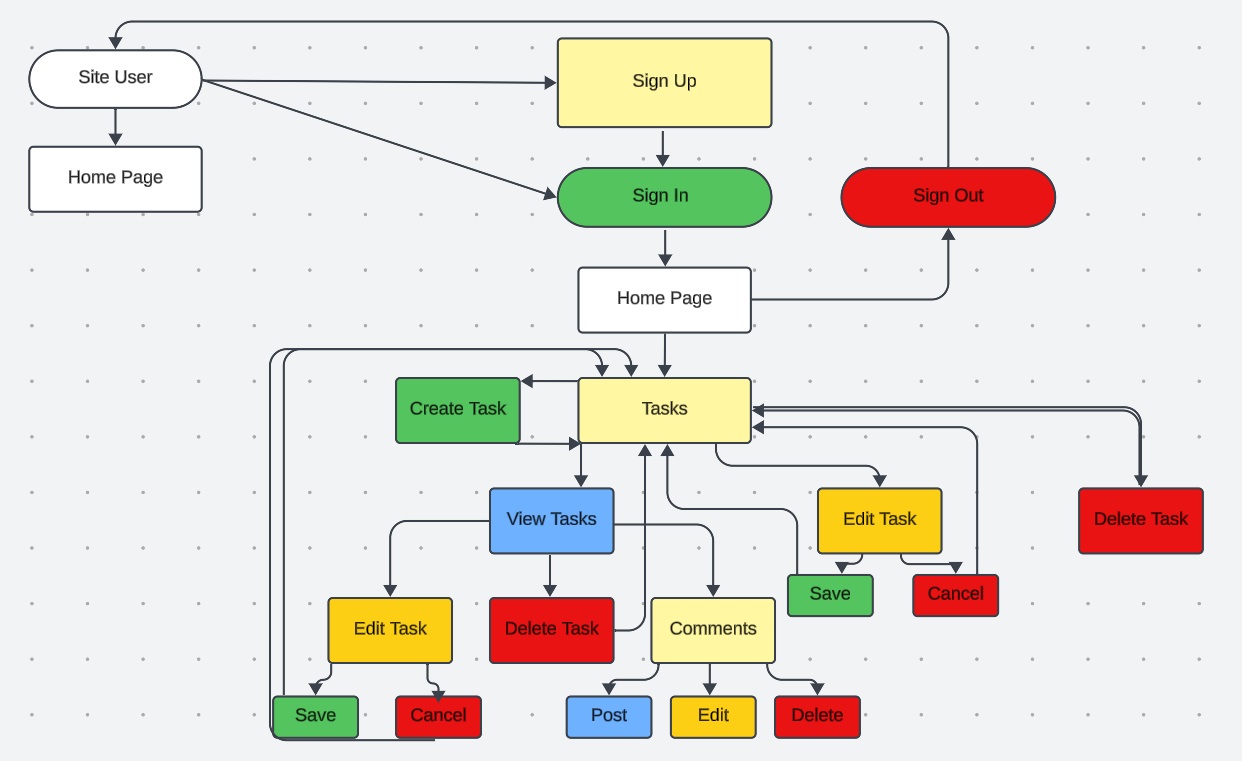 Site User
Sign Up
Home Page
Sign In
Sign Out
Home Page
Create Task
Tasks
View Tasks
Edit Task
Delete Task
Save
Cancel
Edit Task
Delete Task
Comments
Save
Cancel
Post
Edit
Delete